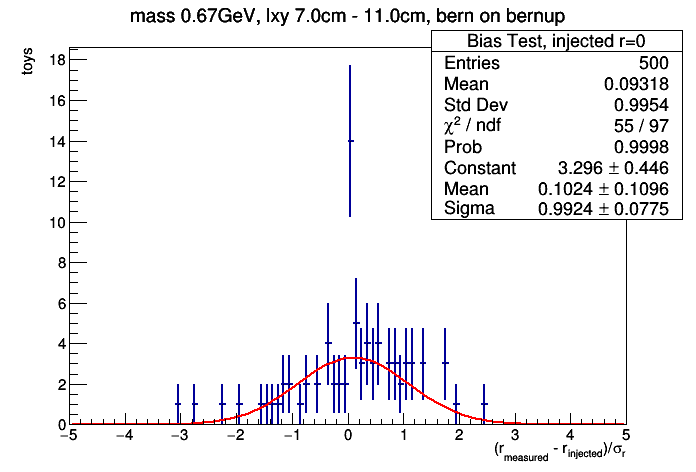 mass 0.67GeV, lxy 7.0cm - 11.0cm, bern on bernup
Bias Test, injected r=0
Entries 500
Mean 0.09318
Std Dev 0.9954
χ² / ndf 55 / 97
Prob 0.9998
Constant 3.296 ± 0.446
Mean 0.1024 ± 0.1096
Sigma 0.9924 ± 0.0775
toys
18
16
14
12
10
8
6
4
2
0
−5 −4 −3 −2 −1 0 1 2 3 4 5
(r_measured - r_injected)/σ_r